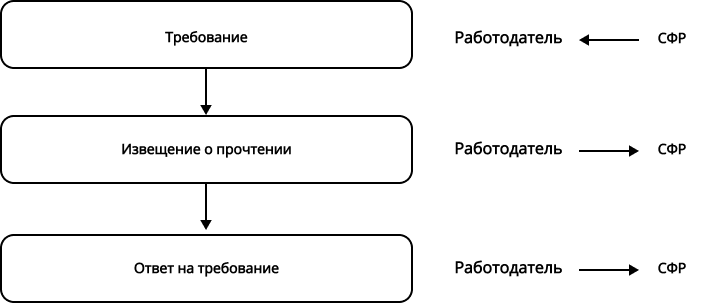 Требование
Работодатель СФР
Извещение о прочтении
Работодатель СФР
Ответ на требование
Работодатель СФР